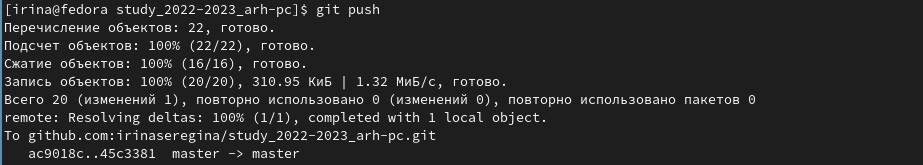 [irina@fedora study_2022-2023_arh-pc]$ git push
Перечисление объектов: 22, готово.
Подсчет объектов: 100% (22/22), готово.
Сжатие объектов: 100% (16/16), готово.
Запись объектов: 100% (20/20), 310.95 КиБ | 1.32 МиБ/с, готово.
Всего 20 (изменений 1), повторно использовано 0 (изменений 0), повторно использовано пакетов 0
remote: Resolving deltas: 100% (1/1), completed with 1 local object.
To github.com:irinaseregina/study_2022-2023_arh-pc.git
   ac9018c..45c3381  master -> master